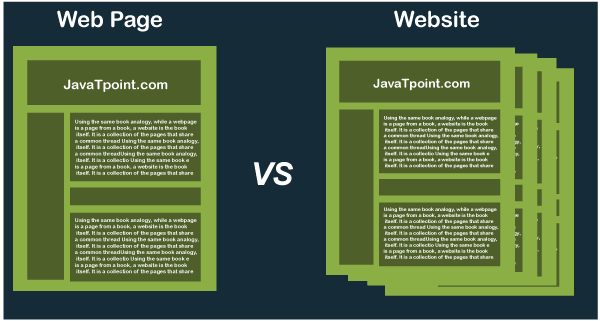 Web Page
Website
JavaTpoint.com
Using the same book analogy, while a webpage
is a page from a book, a website is the book
itself. It is a collection of the pages that share
a common thread Using the same book analogy,
itself. It is a collection of the pages that share
a common threadUsing the same book analogy,
itself. It is a collectio Using the same book e
is a page from a book, a website is the book
itself. It is a collection of the pages that share
Using the same book analogy, while a webpage
is a page from a book, a website is the book
itself. It is a collection of the pages that share
a common thread Using the same book analogy,
itself. It is a collection of the pages that share
a common threadUsing the same book analogy,
itself. It is a collectio Using the same book e
is a page from a book, a website is the book
itself. It is a collection of the pages that share
VS
JavaTpoint.com
Using the same book analogy, while a webpage
is a page from a book, a website is the book
itself. It is a collection of the pages that share
a common thread Using the same book analogy,
itself. It is a collection of the pages that share
a common threadUsing the same book analogy,
itself. It is a collectio Using the same book e
is a page from a book, a website is the book
itself. It is a collection of the pages that share
Using the same book analogy, while a webpage
is a page from a book, a website is the book
itself. It is a collection of the pages that share
a common thread Using the same book analogy,
itself. It is a collection of the pages that share
a common threadUsing the same book analogy,
itself. It is a collectio Using the same book e
is a page from a book, a website is the book
itself. It is a collection of the pages that share